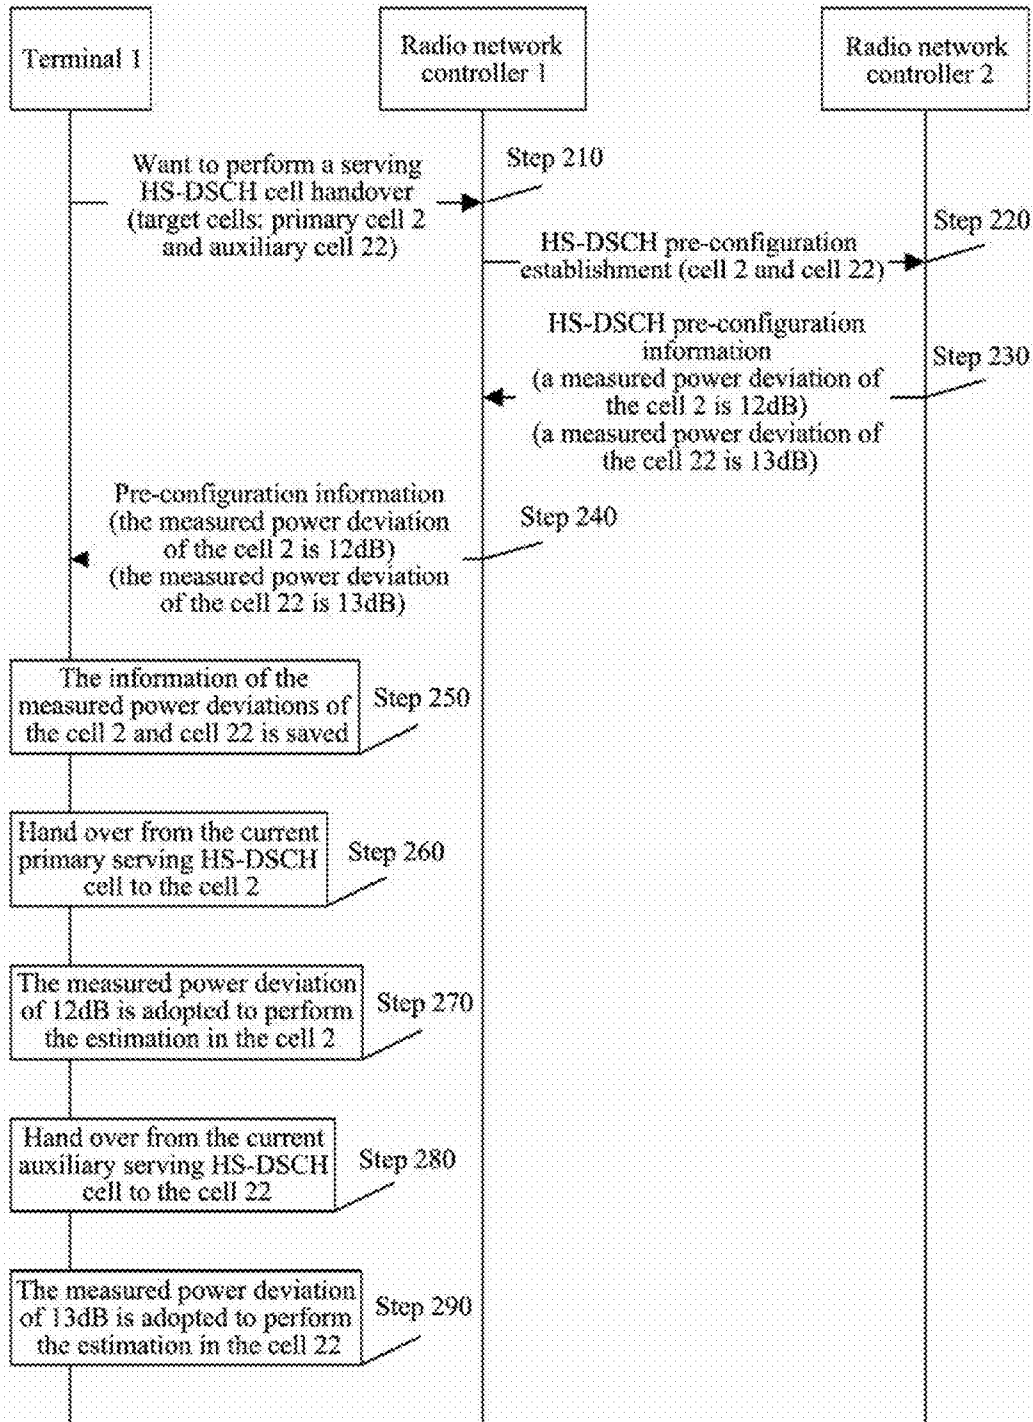 Terminal 1
Radio network
controller 1
Radio network
controller 2
Want to perform a serving
HS-DSCH cell handover
(target cells: primary cell 2
and auxiliary cell 22)
Step 210
HS-DSCH pre-configuration
establishment (cell 2 and cell 22)
Step 220
HS-DSCH pre-configuration
information
(a measured power deviation of
the cell 2 is 12dB)
(a measured power deviation of
the cell 22 is 13dB)
Step 230
Pre-configuration information
(the measured power deviation
of the cell 2 is 12dB)
(the measured power deviation
of the cell 22 is 13dB)
Step 240
The information of the
measured power deviations of
the cell 2 and cell 22 is saved
Step 250
Hand over from the current
primary serving HS-DSCH
cell to the cell 2
Step 260
The measured power deviation
of 12dB is adopted to perform
the estimation in the cell 2
Step 270
Hand over from the current
auxiliary serving HS-DSCH
cell to the cell 22
Step 280
The measured power deviation
of 13dB is adopted to perform
the estimation in the cell 22
Step 290